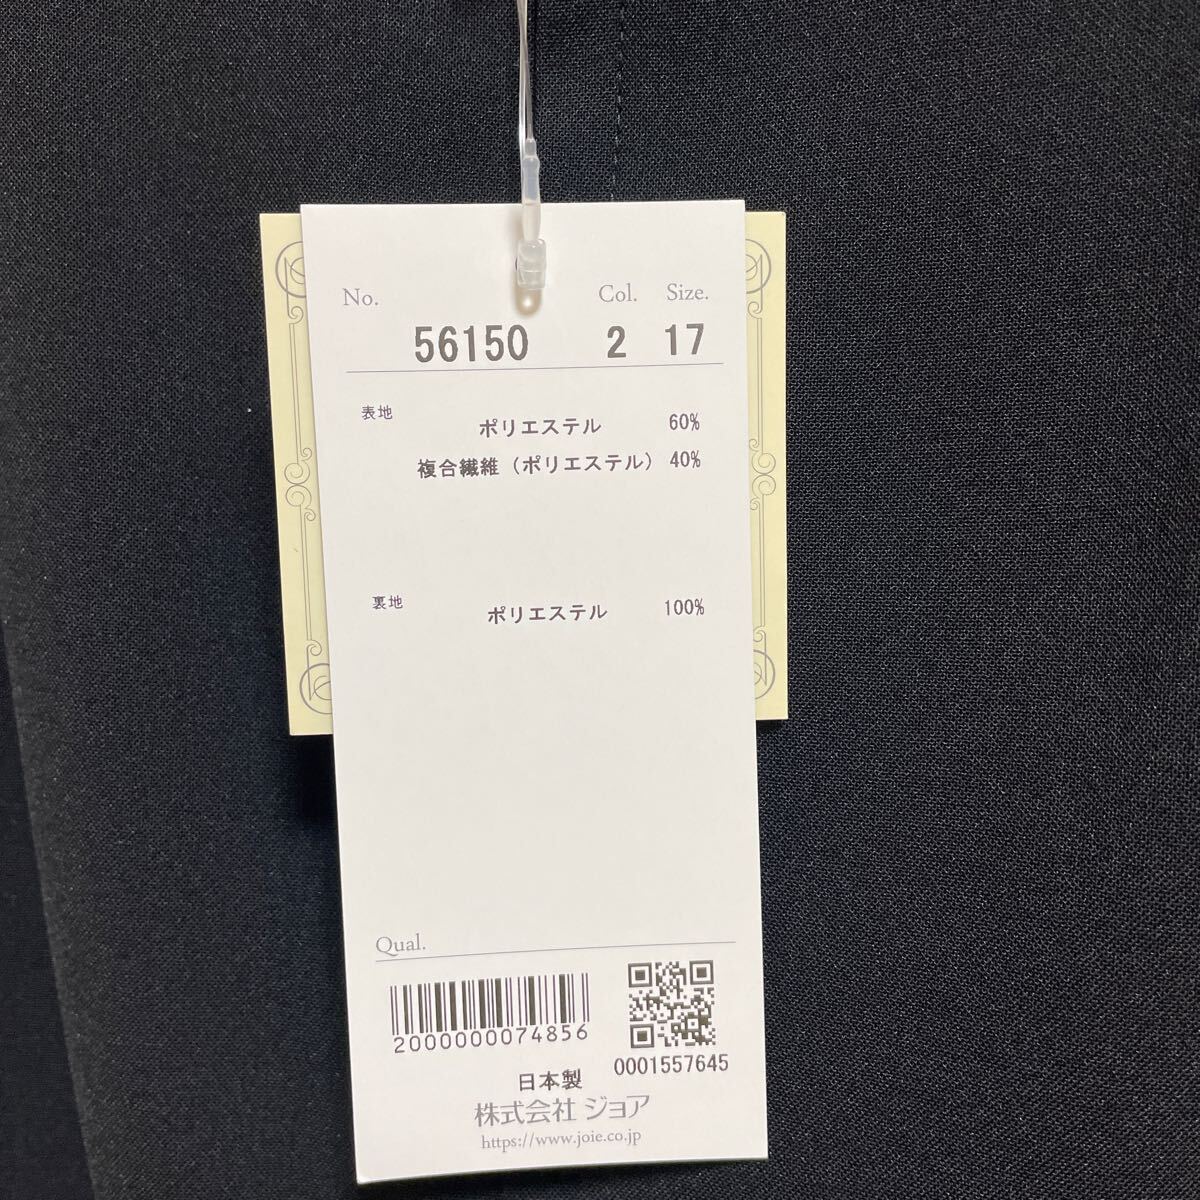 No. Col. Size.
56150 2 17
表地 ポリエステル 60%
複合繊維（ポリエステル） 40%
裏地 ポリエステル 100%
Qual.
2000000074856
0001557645
日本製
株式会社 ジョア
https://www.joie.co.jp